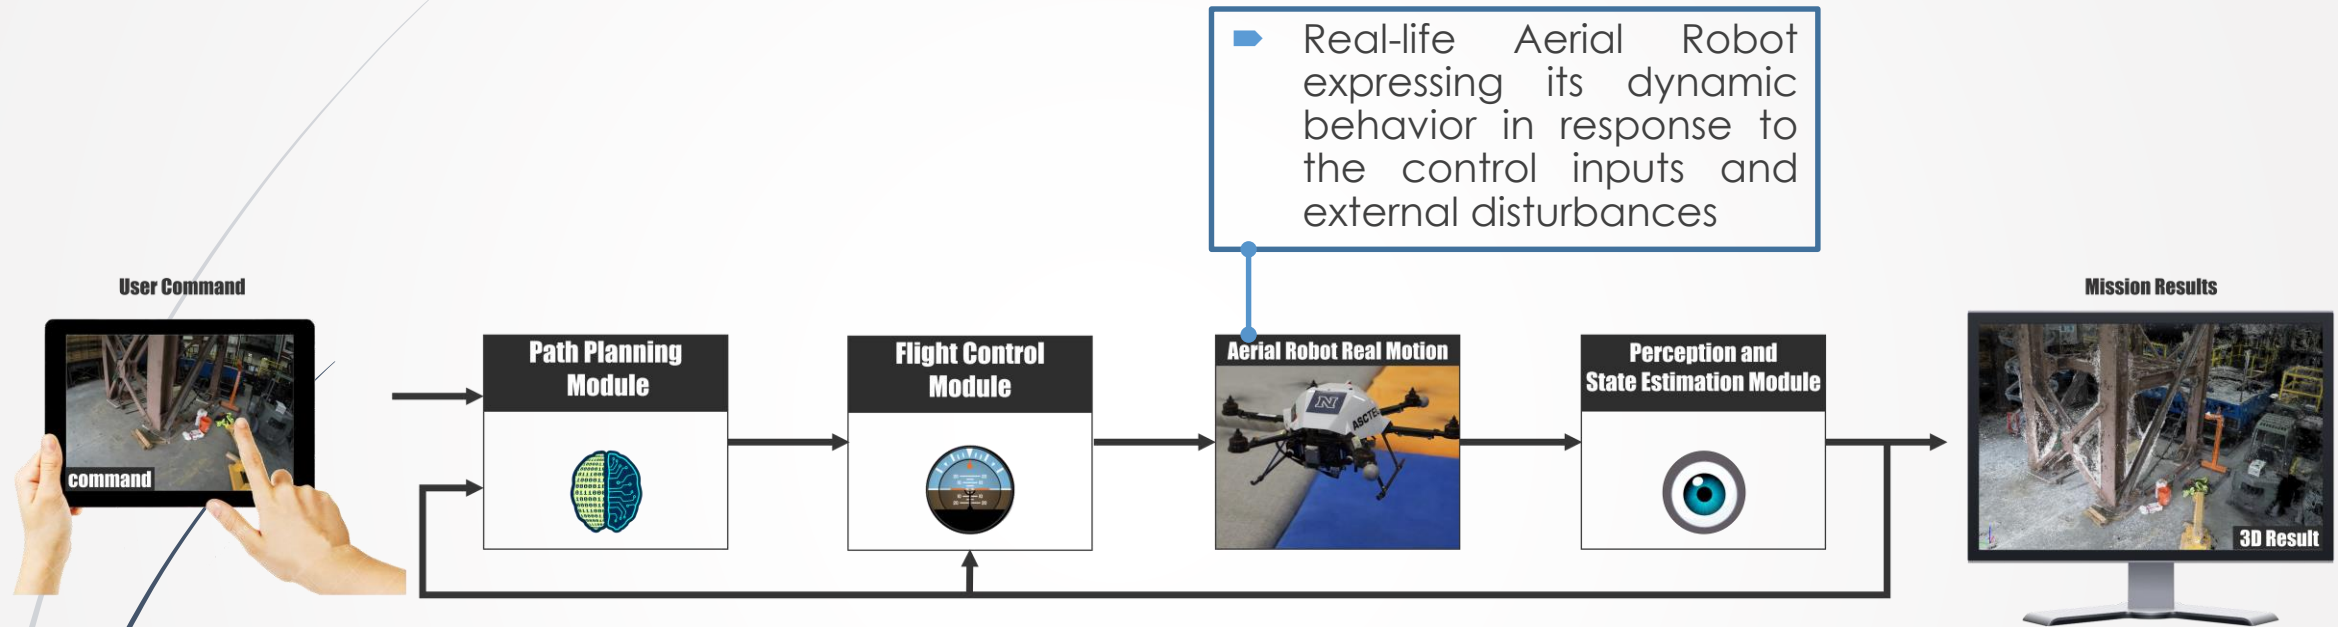 Real-life Aerial Robot
expressing its dynamic
behavior in response to
the control inputs and
external disturbances
User Command
Mission Results
command
Path Planning
Module
Flight Control
Module
Aerial Robot Real Motion
N
ASCTEC
Perception and
State Estimation Module
3D Result